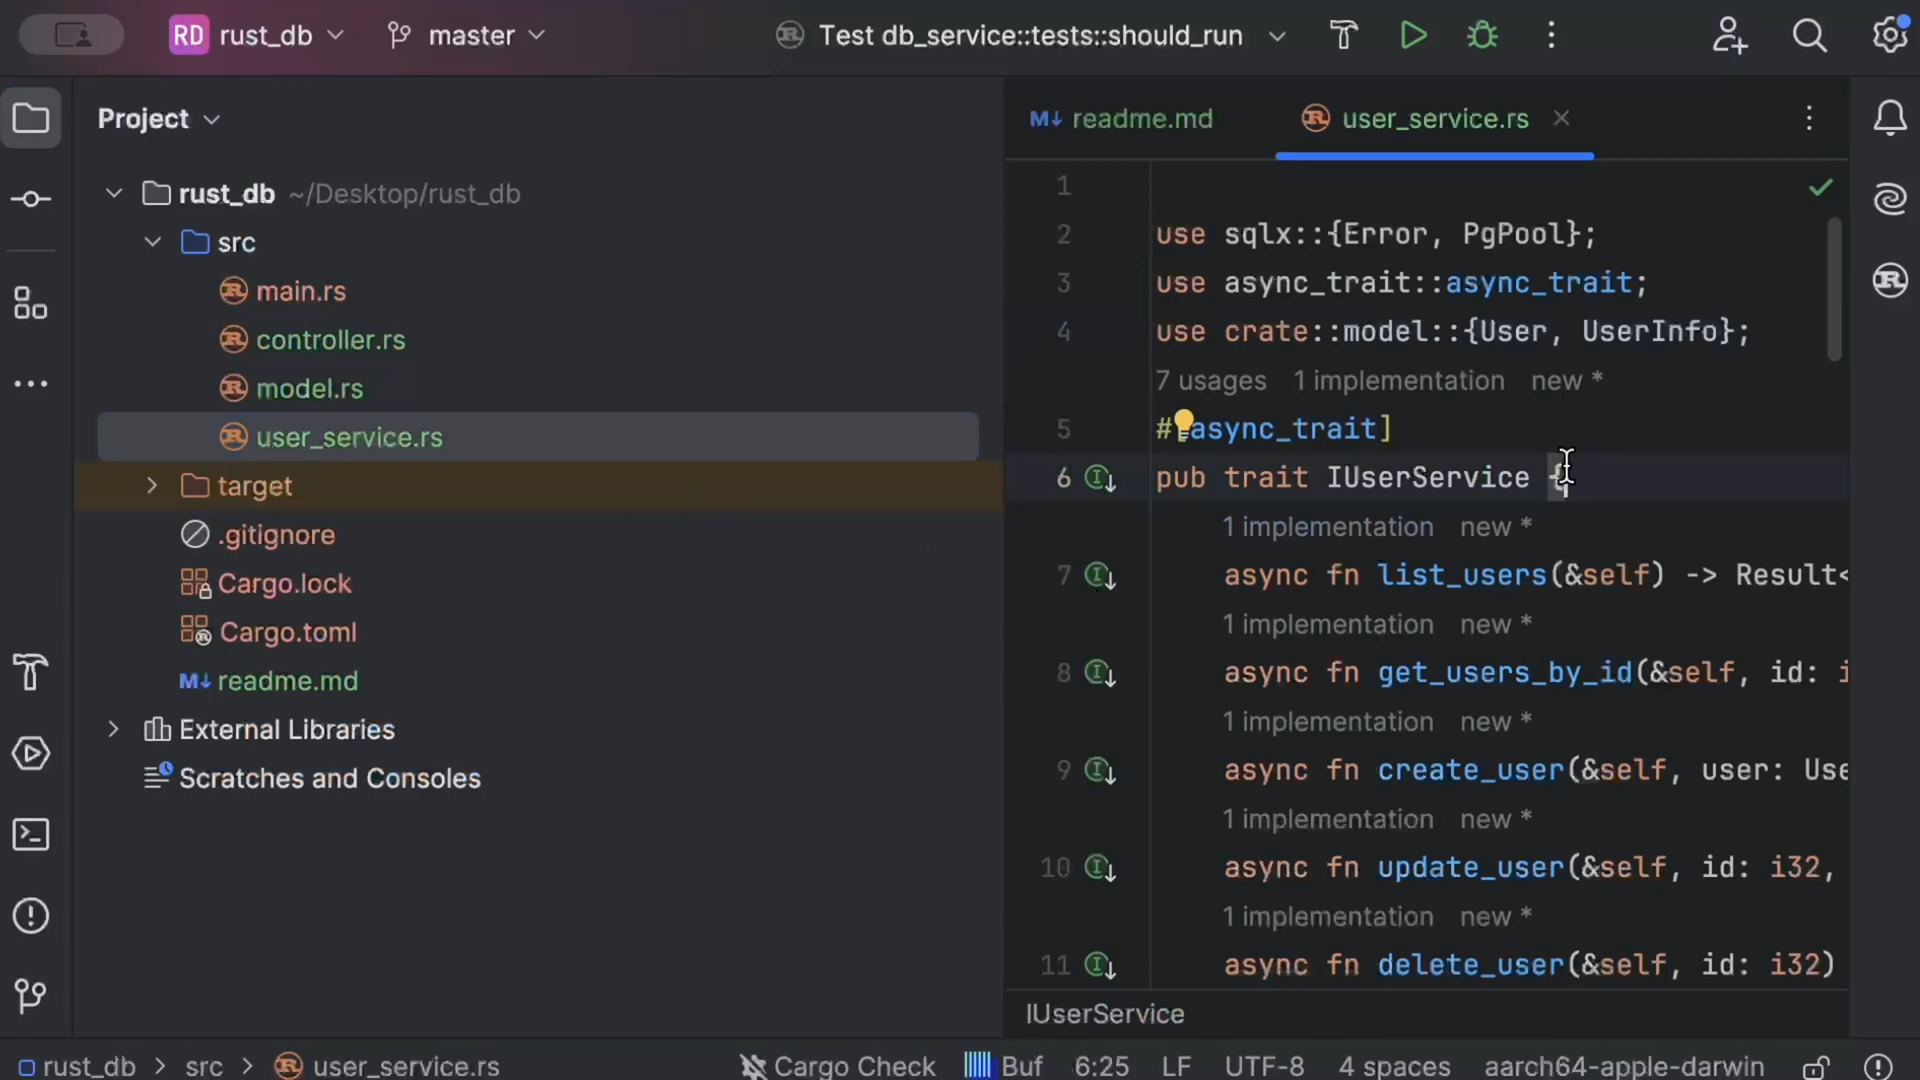 RD rust_db master Test db_service::tests::should_run
Project
M↓ readme.md user_service.rs
rust_db ~/Desktop/rust_db
src
main.rs
controller.rs
model.rs
user_service.rs
target
.gitignore
Cargo.lock
Cargo.toml
M↓ readme.md
External Libraries
Scratches and Consoles
1
2 use sqlx::{Error, PgPool};
3 use async_trait::async_trait;
4 use crate::model::{User, UserInfo};
7 usages 1 implementation new *
5 #[async_trait]
6 pub trait IUserService {
1 implementation new *
7 async fn list_users(&self) -> Result<
1 implementation new *
8 async fn get_users_by_id(&self, id: i
1 implementation new *
9 async fn create_user(&self, user: Use
1 implementation new *
10 async fn update_user(&self, id: i32,
1 implementation new *
11 async fn delete_user(&self, id: i32)
IUserService
rust_db > src > user_service.rs Cargo Check Buf 6:25 LF UTF-8 4 spaces aarch64-apple-darwin